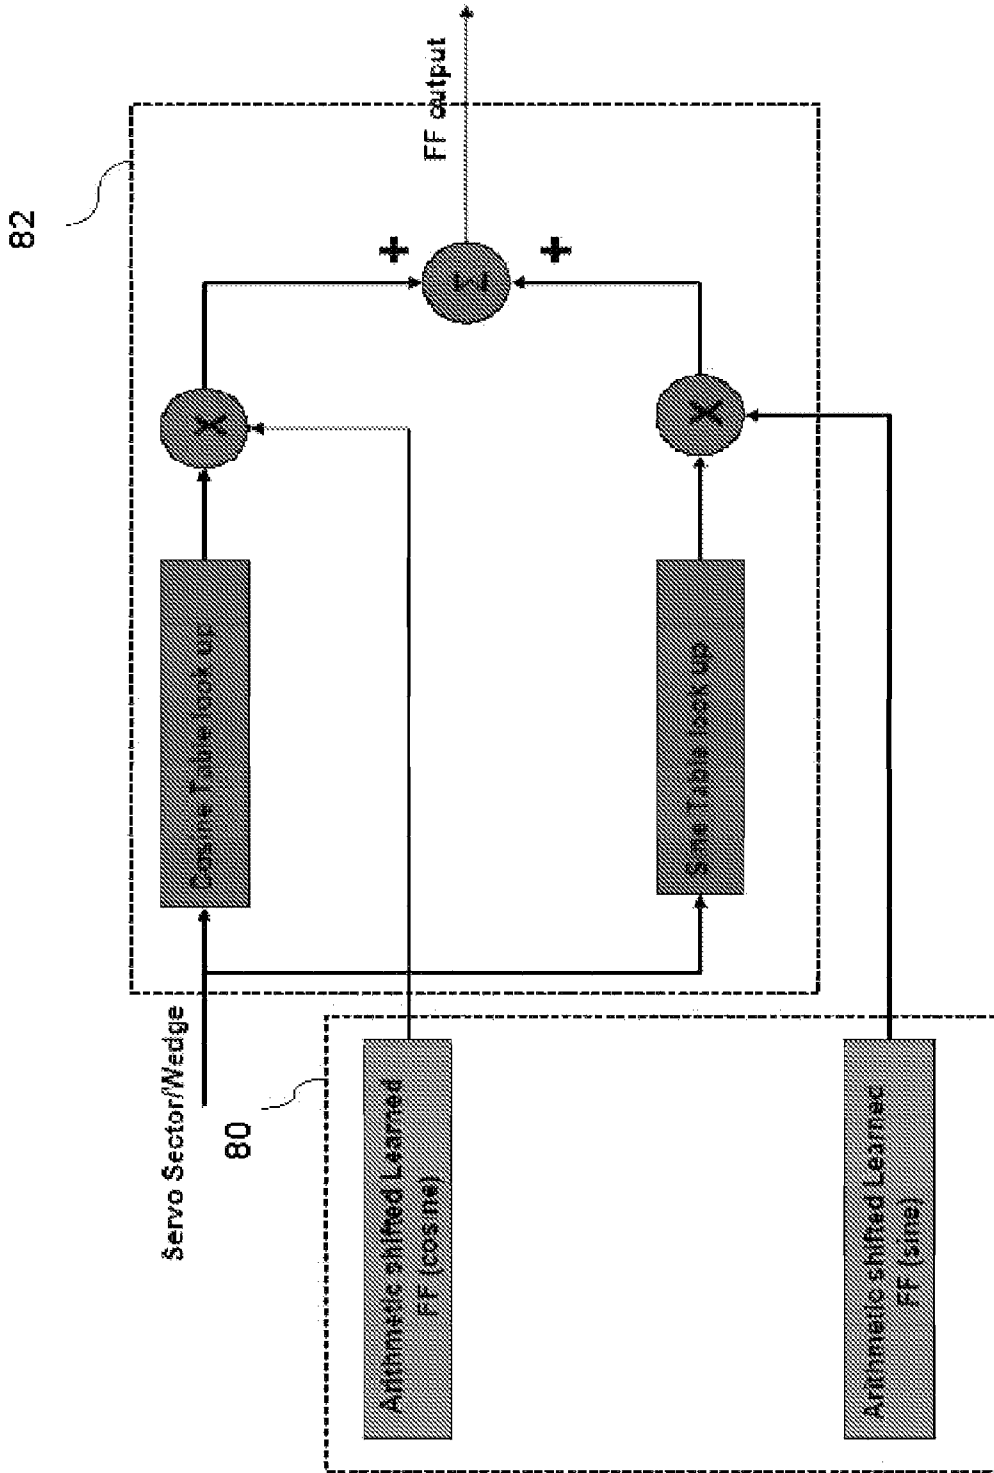 82
FF output
+
+
Σ
X
X
Cosine Table look up
Sine Table look up
Servo Sector/Wedge
80
Arithmetic shifted Learned
FF (cosine)
Arithmetic shifted Learned
FF (sine)